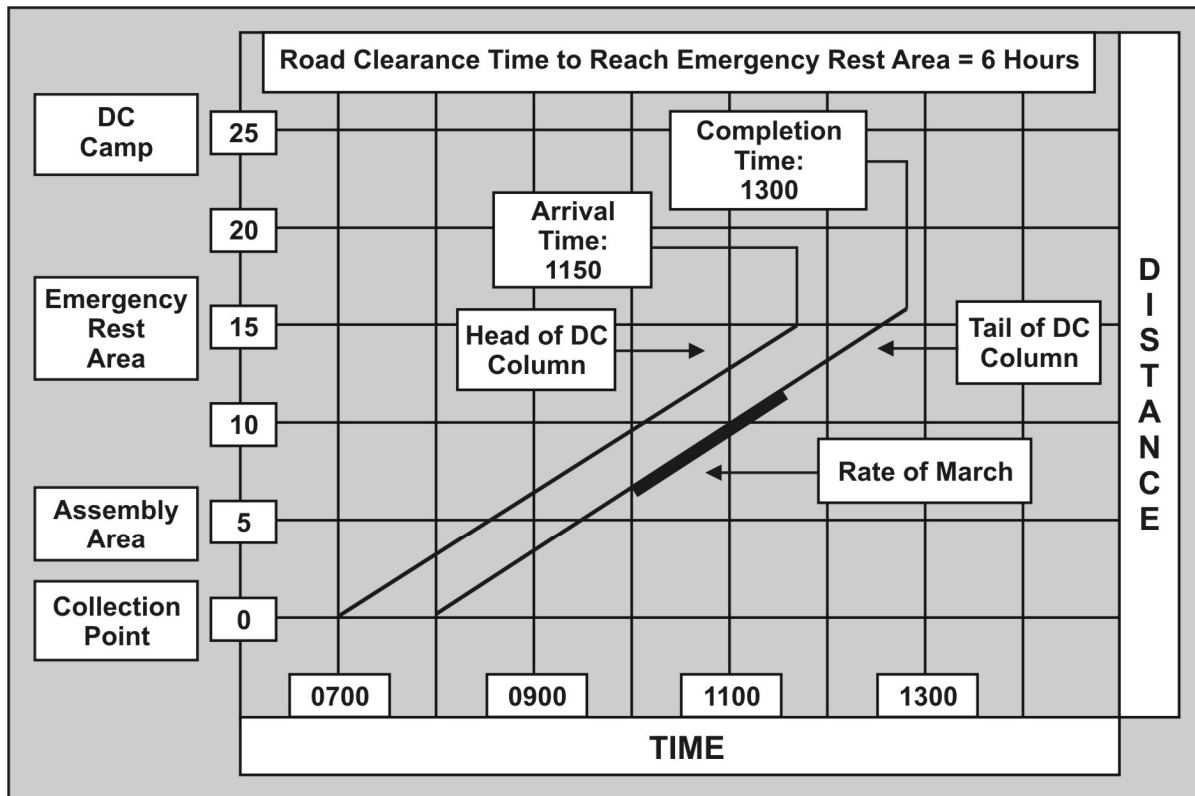 Road Clearance Time to Reach Emergency Rest Area = 6 Hours
DC
Camp
25
Completion
Time:
1300
20
Arrival
Time:
1150
Emergency
Rest
Area
15
Head of DC
Column
Tail of DC
Column
10
Rate of March
Assembly
Area
5
Collection
Point
0
0700
0900
1100
1300
TIME
DISTANCE